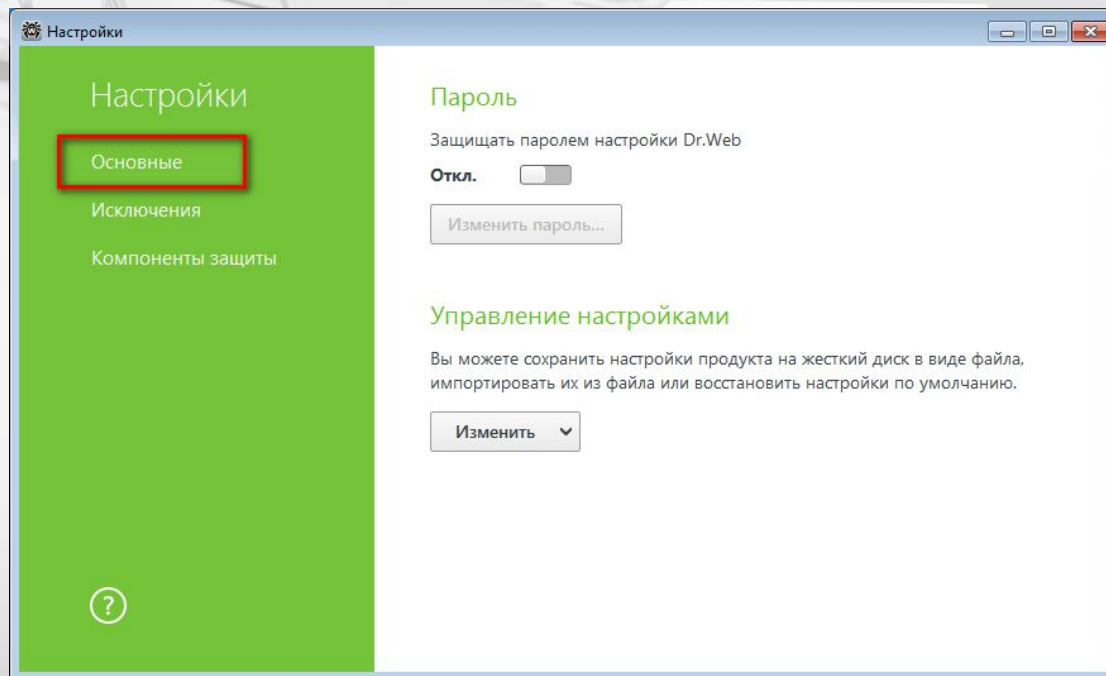 Настройки
Настройки
Основные
Исключения
Компоненты защиты
?
Пароль
Защищать паролем настройки Dr.Web
Откл.
Изменить пароль...
Управление настройками
Вы можете сохранить настройки продукта на жесткий диск в виде файла,
импортировать их из файла или восстановить настройки по умолчанию.
Изменить